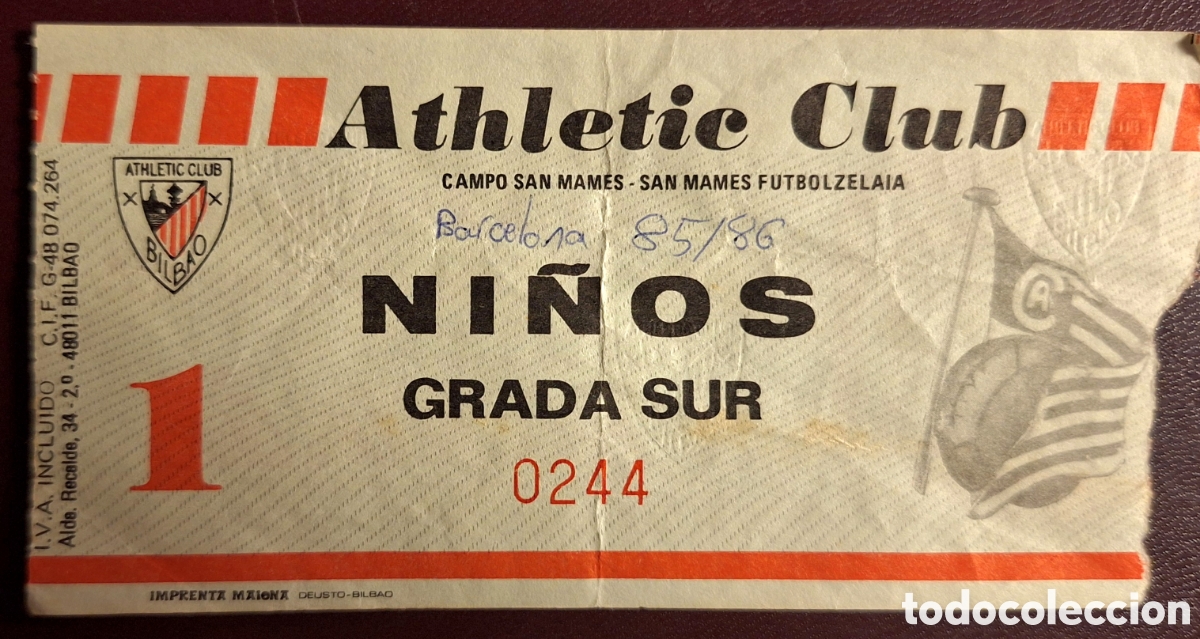 Athletic Club
CAMPO SAN MAMES - SAN MAMES FUTBOLZELAIA
Barcelona 85/86
NIÑOS
GRADA SUR
0244
1
ATHLETIC CLUB
BILBAO
I.V.A. INCLUIDO C.I.F. G-48 074.264
Alde. Recalde, 34 - 2.º - 48011 BILBAO
IMPRENTA MAIONA DEUSTO-BILBAO
todocoleccion